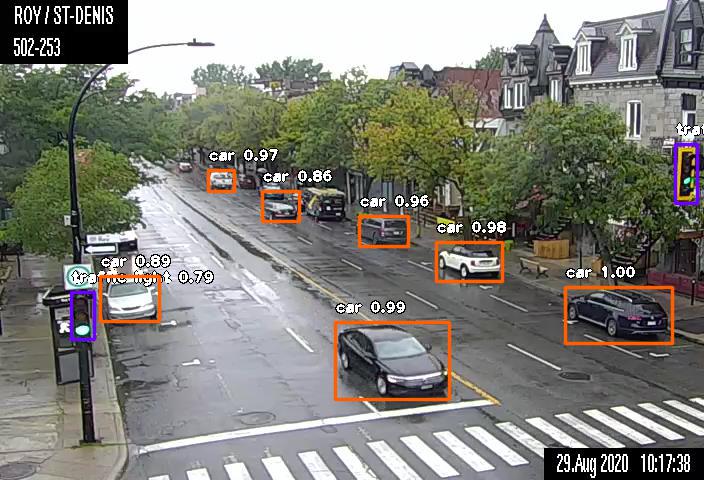 ROY / ST-DENIS
502-253
car 0.97
car 0.86
car 0.96
car 0.98
car 0.89
traffic light 0.79
car 0.99
car 1.00
traf
29.Aug 2020 10:17:38